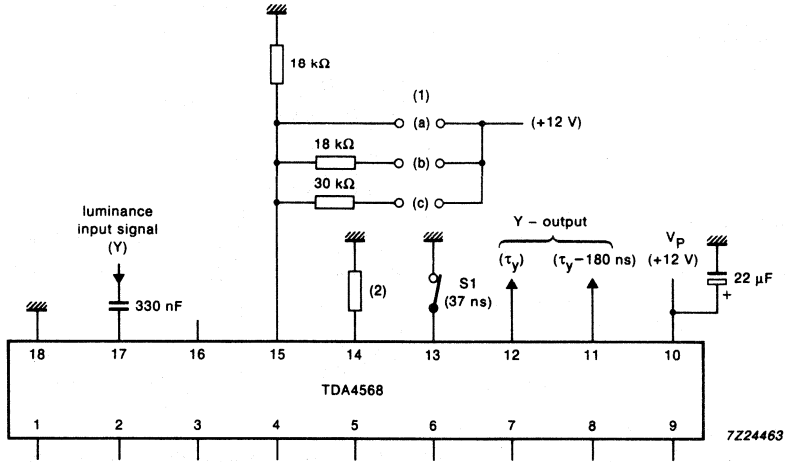 18 kΩ
(1)
(a)
(+12 V)
18 kΩ
(b)
30 kΩ
(c)
luminance
input signal
(Y)
Y – output
(τy)
(τy–180 ns)
VP
(+12 V)
330 nF
(2)
S1
(37 ns)
22 μF
+
18
17
16
15
14
13
12
11
10
TDA4568
1
2
3
4
5
6
7
8
9
7Z24463